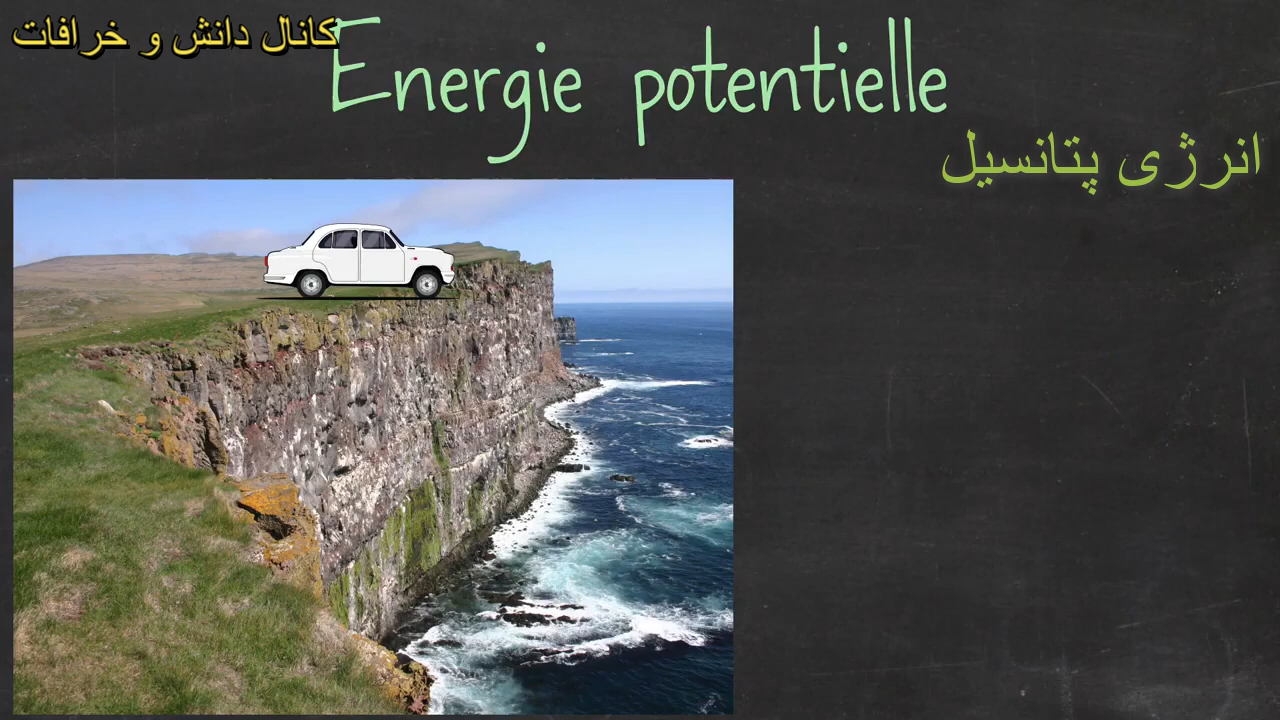 کانال دانش و خرافات
Energie potentielle
انرژی پتانسیل